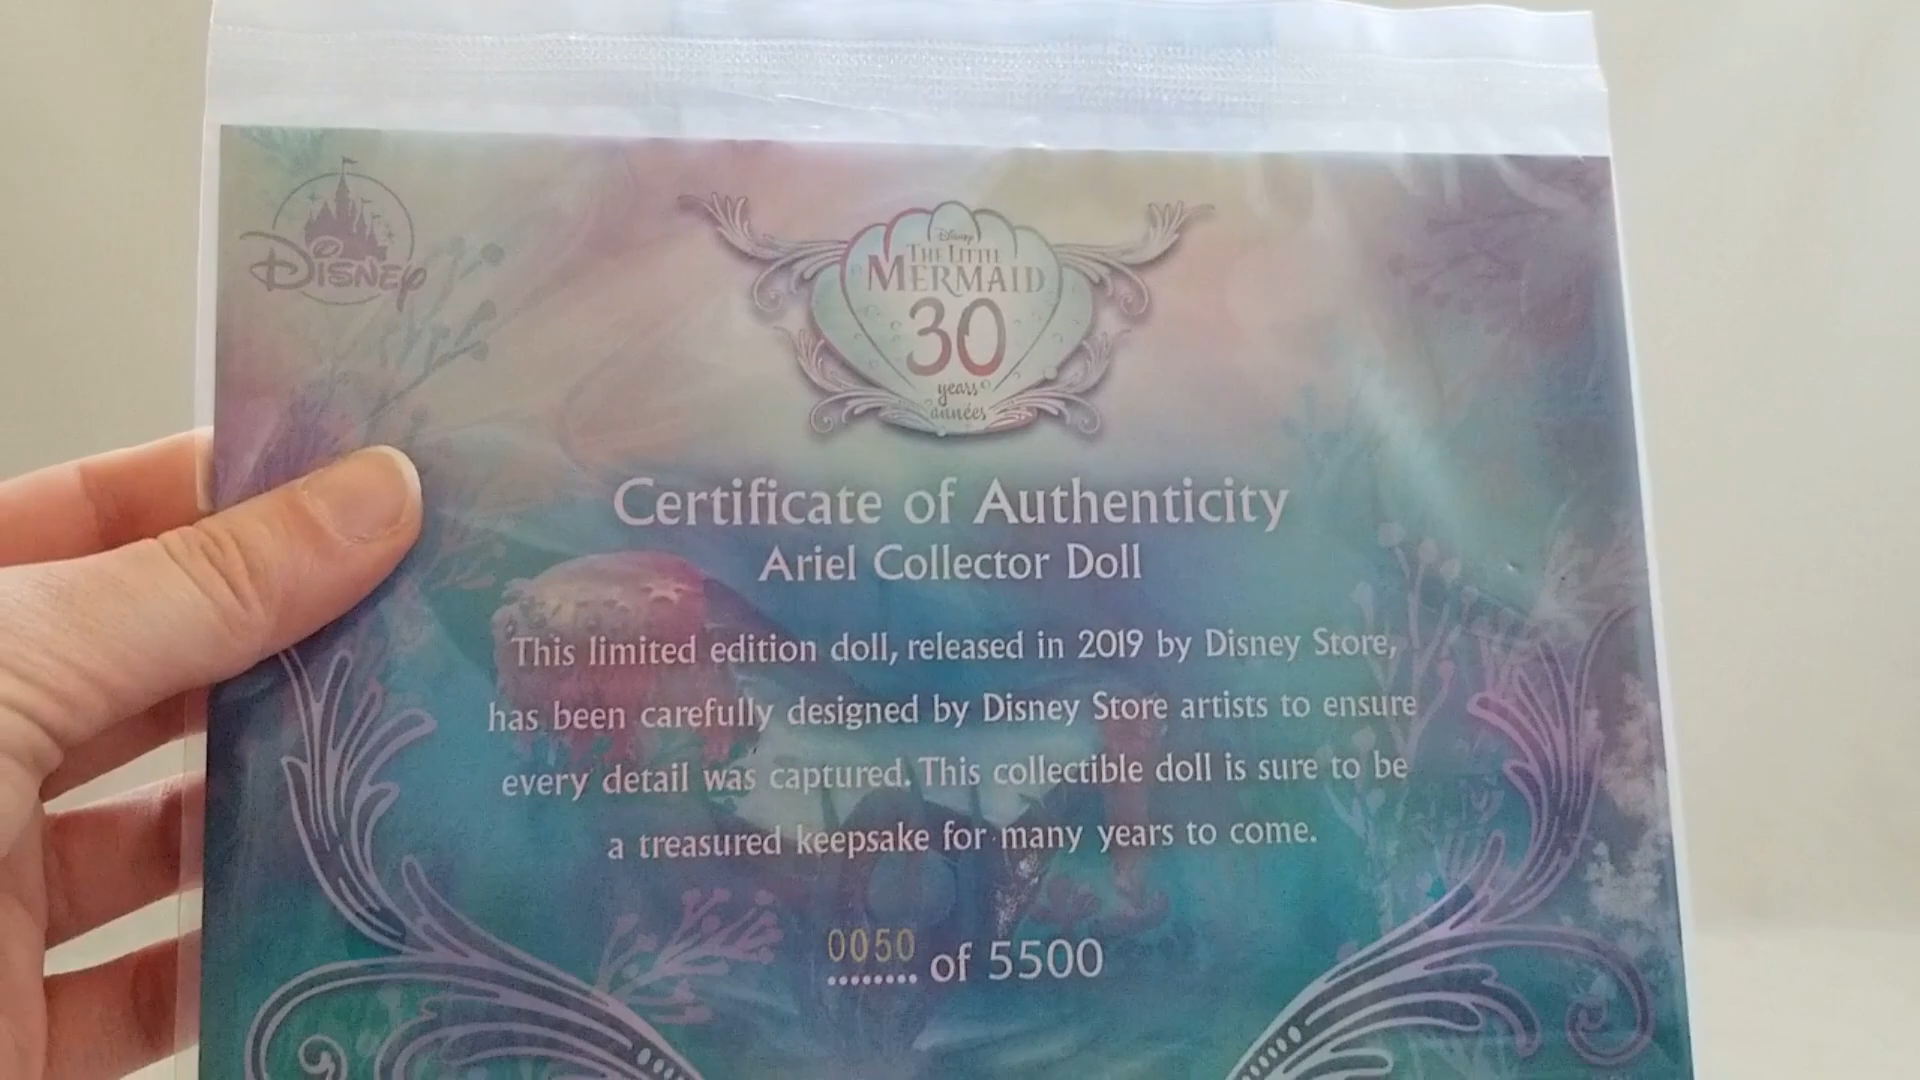 Disney
Disney
THE LITTLE
MERMAID
30
years
années
Certificate of Authenticity
Ariel Collector Doll
This limited edition doll, released in 2019 by Disney Store,
has been carefully designed by Disney Store artists to ensure
every detail was captured. This collectible doll is sure to be
a treasured keepsake for many years to come.
0050 of 5500